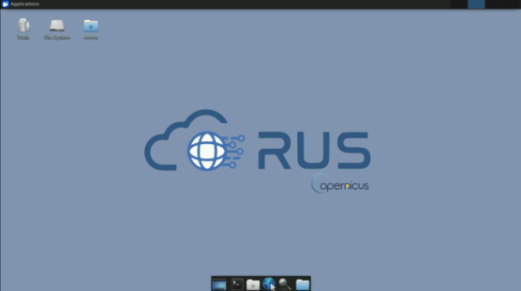 Applications
Trash
File System
Home
RUS
opernicus